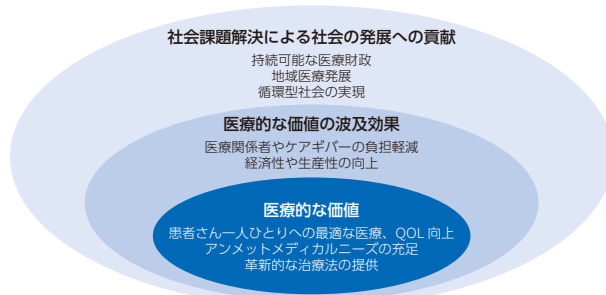 社会課題解決による社会の発展への貢献
持続可能な医療財政
地域医療発展
循環型社会の実現
医療的な価値の波及効果
医療関係者やケアギバーの負担軽減
経済性や生産性の向上
医療的な価値
患者さん一人ひとりへの最適な医療、QOL 向上
アンメットメディカルニーズの充足
革新的な治療法の提供